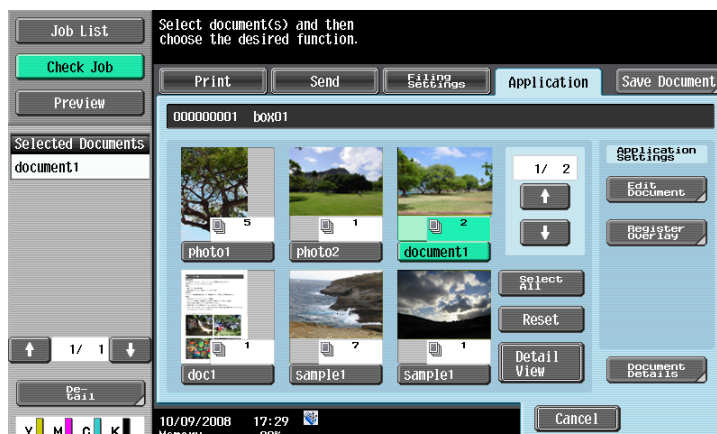 Job List
Check Job
Preview
Selected Documents
document1
1/ 1
De-
tail
Y M C K
Select document(s) and then
choose the desired function.
Print
Send
Filing
Settings
Application
Save Document
000000001 box01
5
photo1
1
photo2
2
document1
1
doc1
7
sample1
1
sample1
1/ 2
Select
All
Reset
Detail
View
Application
Settings
Edit
Document
Register
Overlay
Document
Details
10/09/2008 17:29
Memory 99%
Cancel